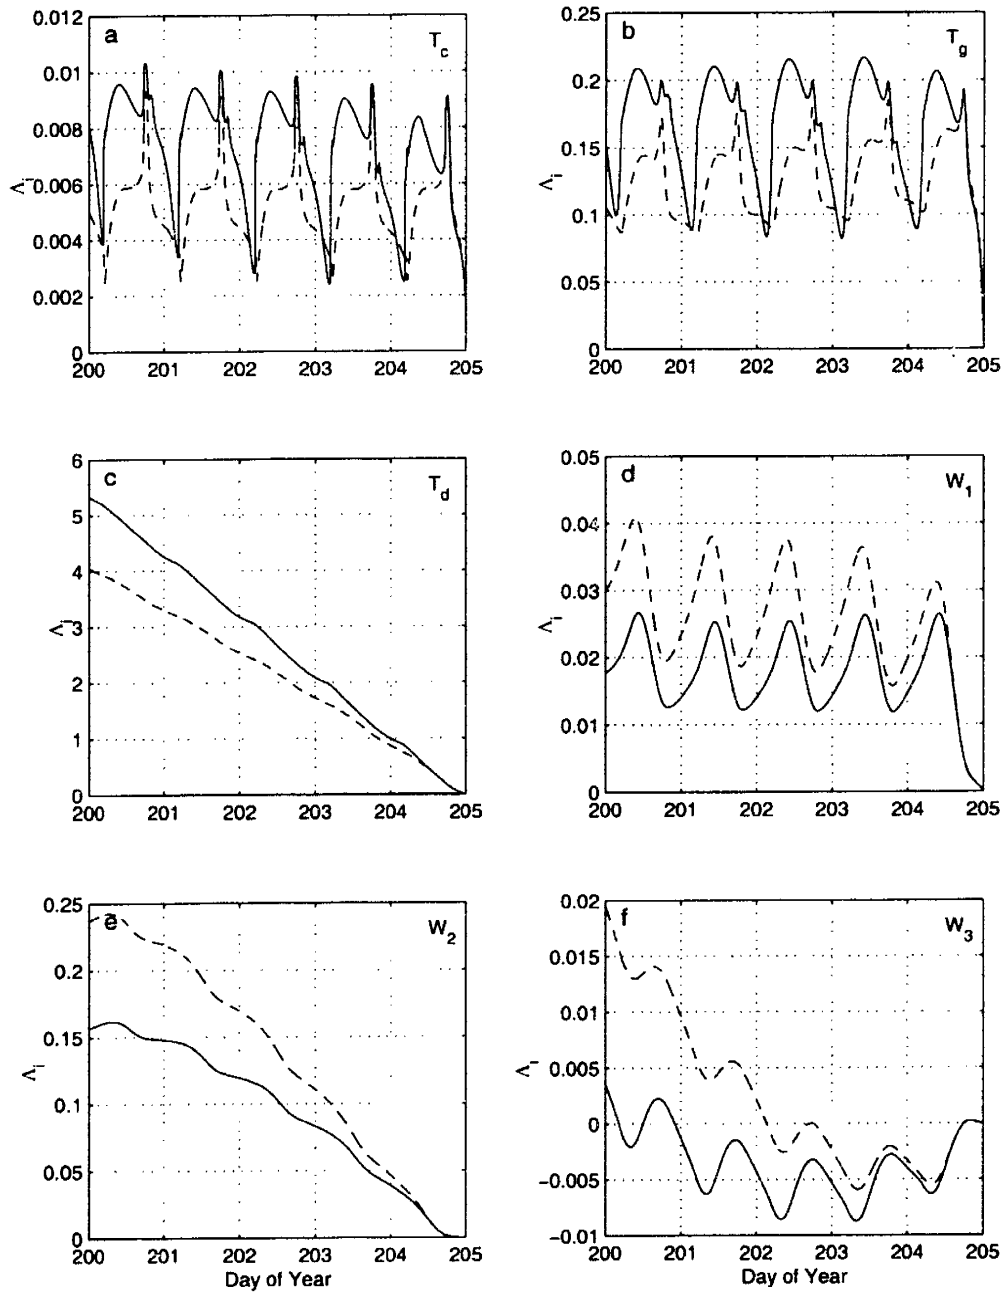 a
T_c
0.012
0.01
0.008
0.006
0.004
0.002
0
Λ_i
200 201 202 203 204 205
b
T_g
0.25
0.2
0.15
0.1
0.05
0
Λ_i
200 201 202 203 204 205
c
T_d
6
5
4
3
2
1
0
Λ_i
200 201 202 203 204 205
d
W_1
0.05
0.04
0.03
0.02
0.01
0
Λ_i
200 201 202 203 204 205
e
W_2
0.25
0.2
0.15
0.1
0.05
0
Λ_i
200 201 202 203 204 205
Day of Year
f
W_3
0.02
0.015
0.01
0.005
0
−0.005
−0.01
Λ_i
200 201 202 203 204 205
Day of Year